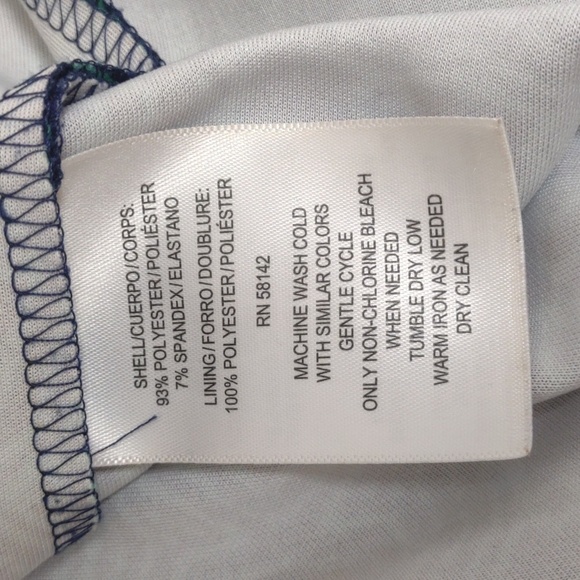 SHELL/CUERPO/CORPS:
93% POLYESTER/POLIÉSTER
7% SPANDEX/ELASTANO
LINING/FORRO/DOUBLURE:
100% POLYESTER/POLIÉSTER
RN 58142
MACHINE WASH COLD
WITH SIMILAR COLORS
GENTLE CYCLE
ONLY NON-CHLORINE BLEACH
WHEN NEEDED
TUMBLE DRY LOW
WARM IRON AS NEEDED
DRY CLEAN